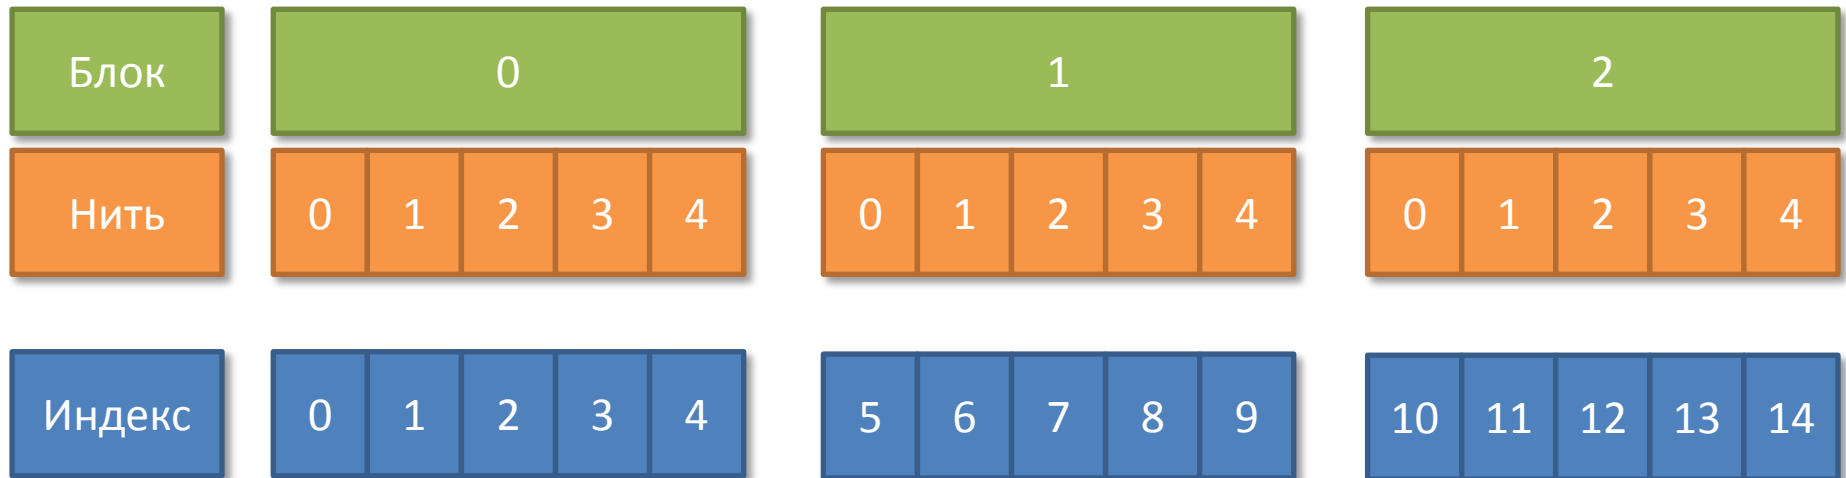 Блок 0 1 2
Нить 0 1 2 3 4 0 1 2 3 4 0 1 2 3 4
Индекс 0 1 2 3 4 5 6 7 8 9 10 11 12 13 14